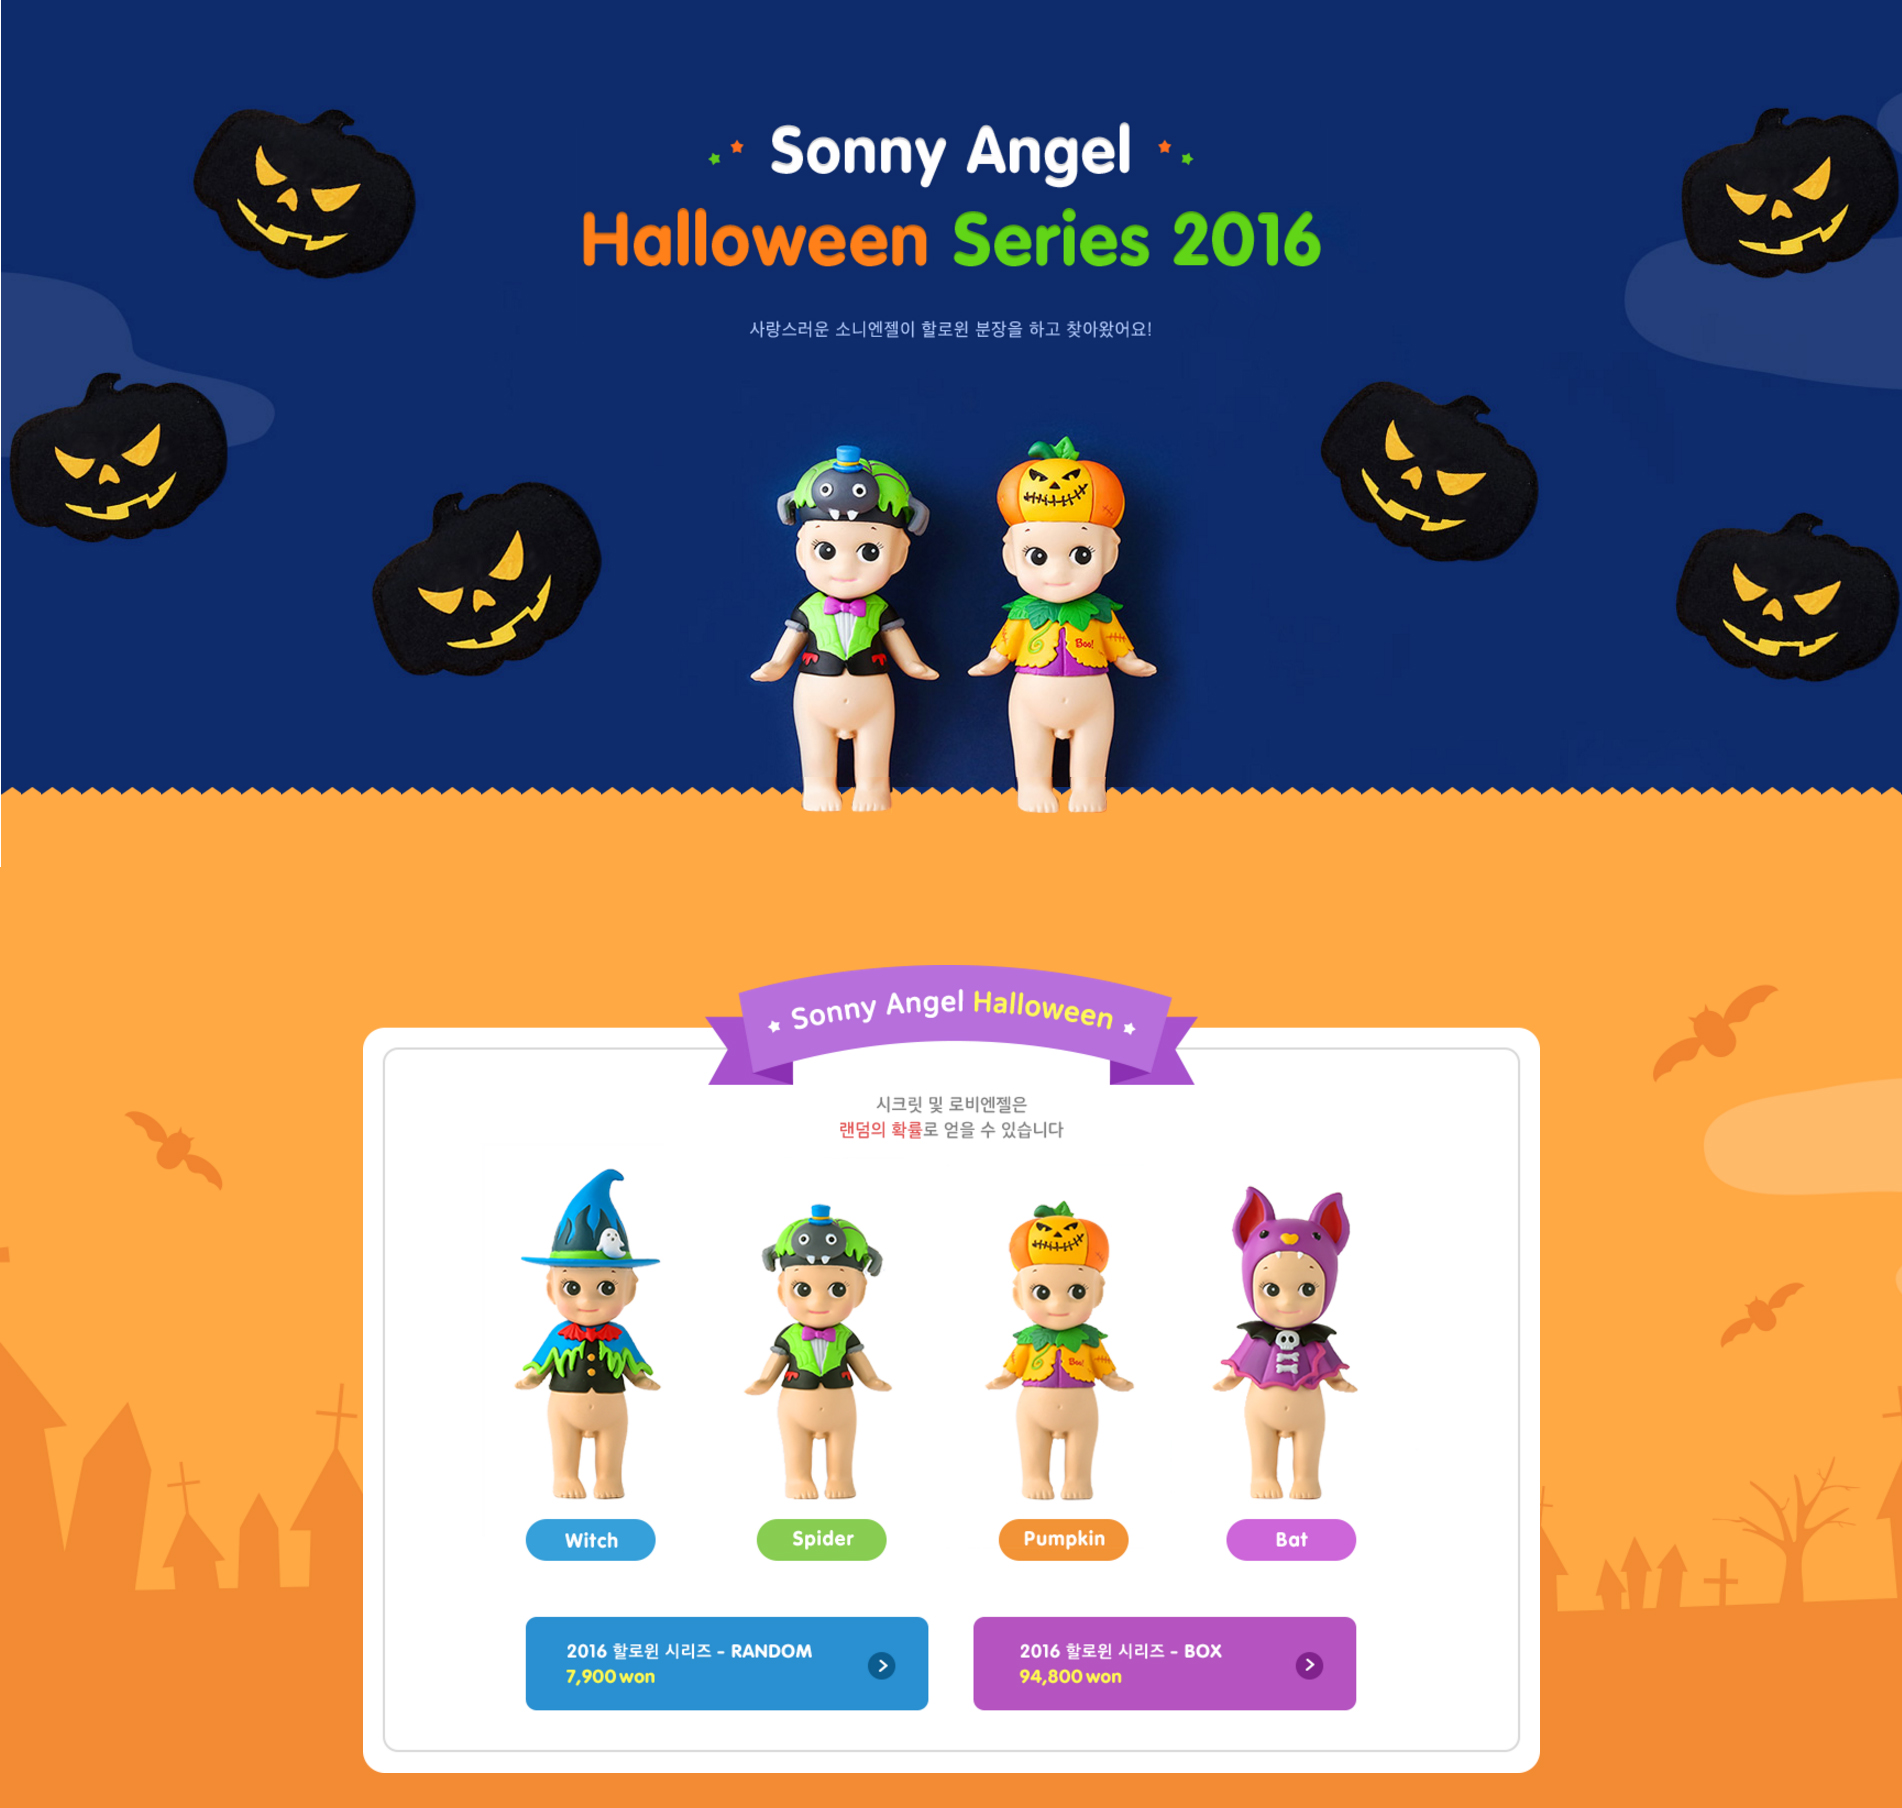 Sonny Angel
Halloween Series 2016
사랑스러운 소니엔젤이 할로윈 분장을 하고 찾아왔어요!
Boo!
Sonny Angel Halloween
시크릿 및 로비엔젤은
랜덤의 확률로 얻을 수 있습니다
Boo!
Witch
Spider
Pumpkin
Bat
2016 할로윈 시리즈 - RANDOM
7,900 won
2016 할로윈 시리즈 - BOX
94,800 won